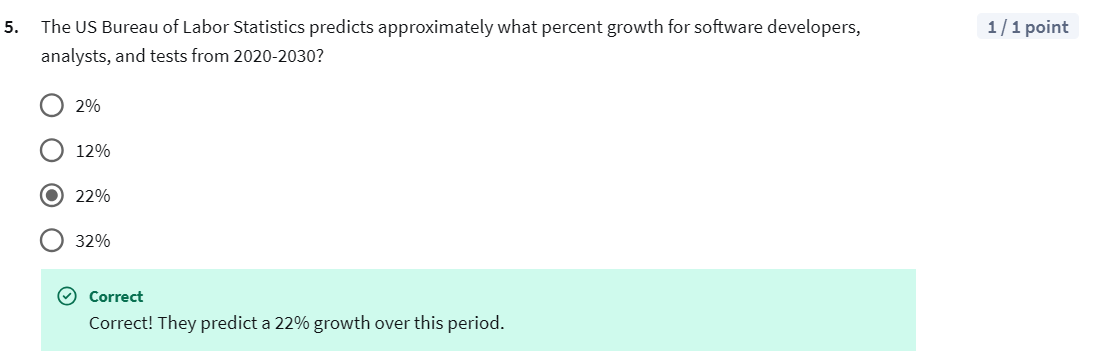 5. The US Bureau of Labor Statistics predicts approximately what percent growth for software developers,
analysts, and tests from 2020-2030?
1 / 1 point
2%
12%
22%
32%
Correct
Correct! They predict a 22% growth over this period.